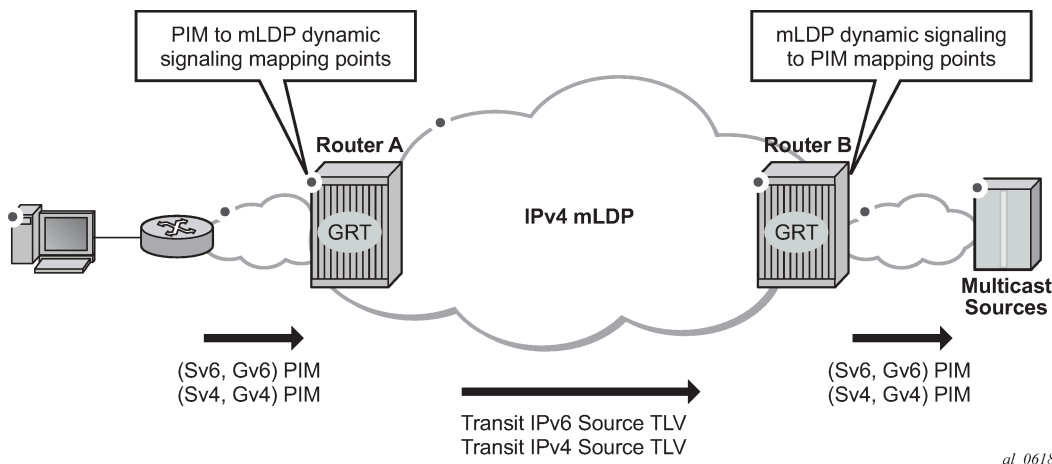 PIM to mLDP dynamic
signaling mapping points
mLDP dynamic signaling
to PIM mapping points
Router A
Router B
IPv4 mLDP
GRT
GRT
Multicast
Sources
(Sv6, Gv6) PIM
(Sv4, Gv4) PIM
(Sv6, Gv6) PIM
(Sv4, Gv4) PIM
Transit IPv6 Source TLV
Transit IPv4 Source TLV
al_0618